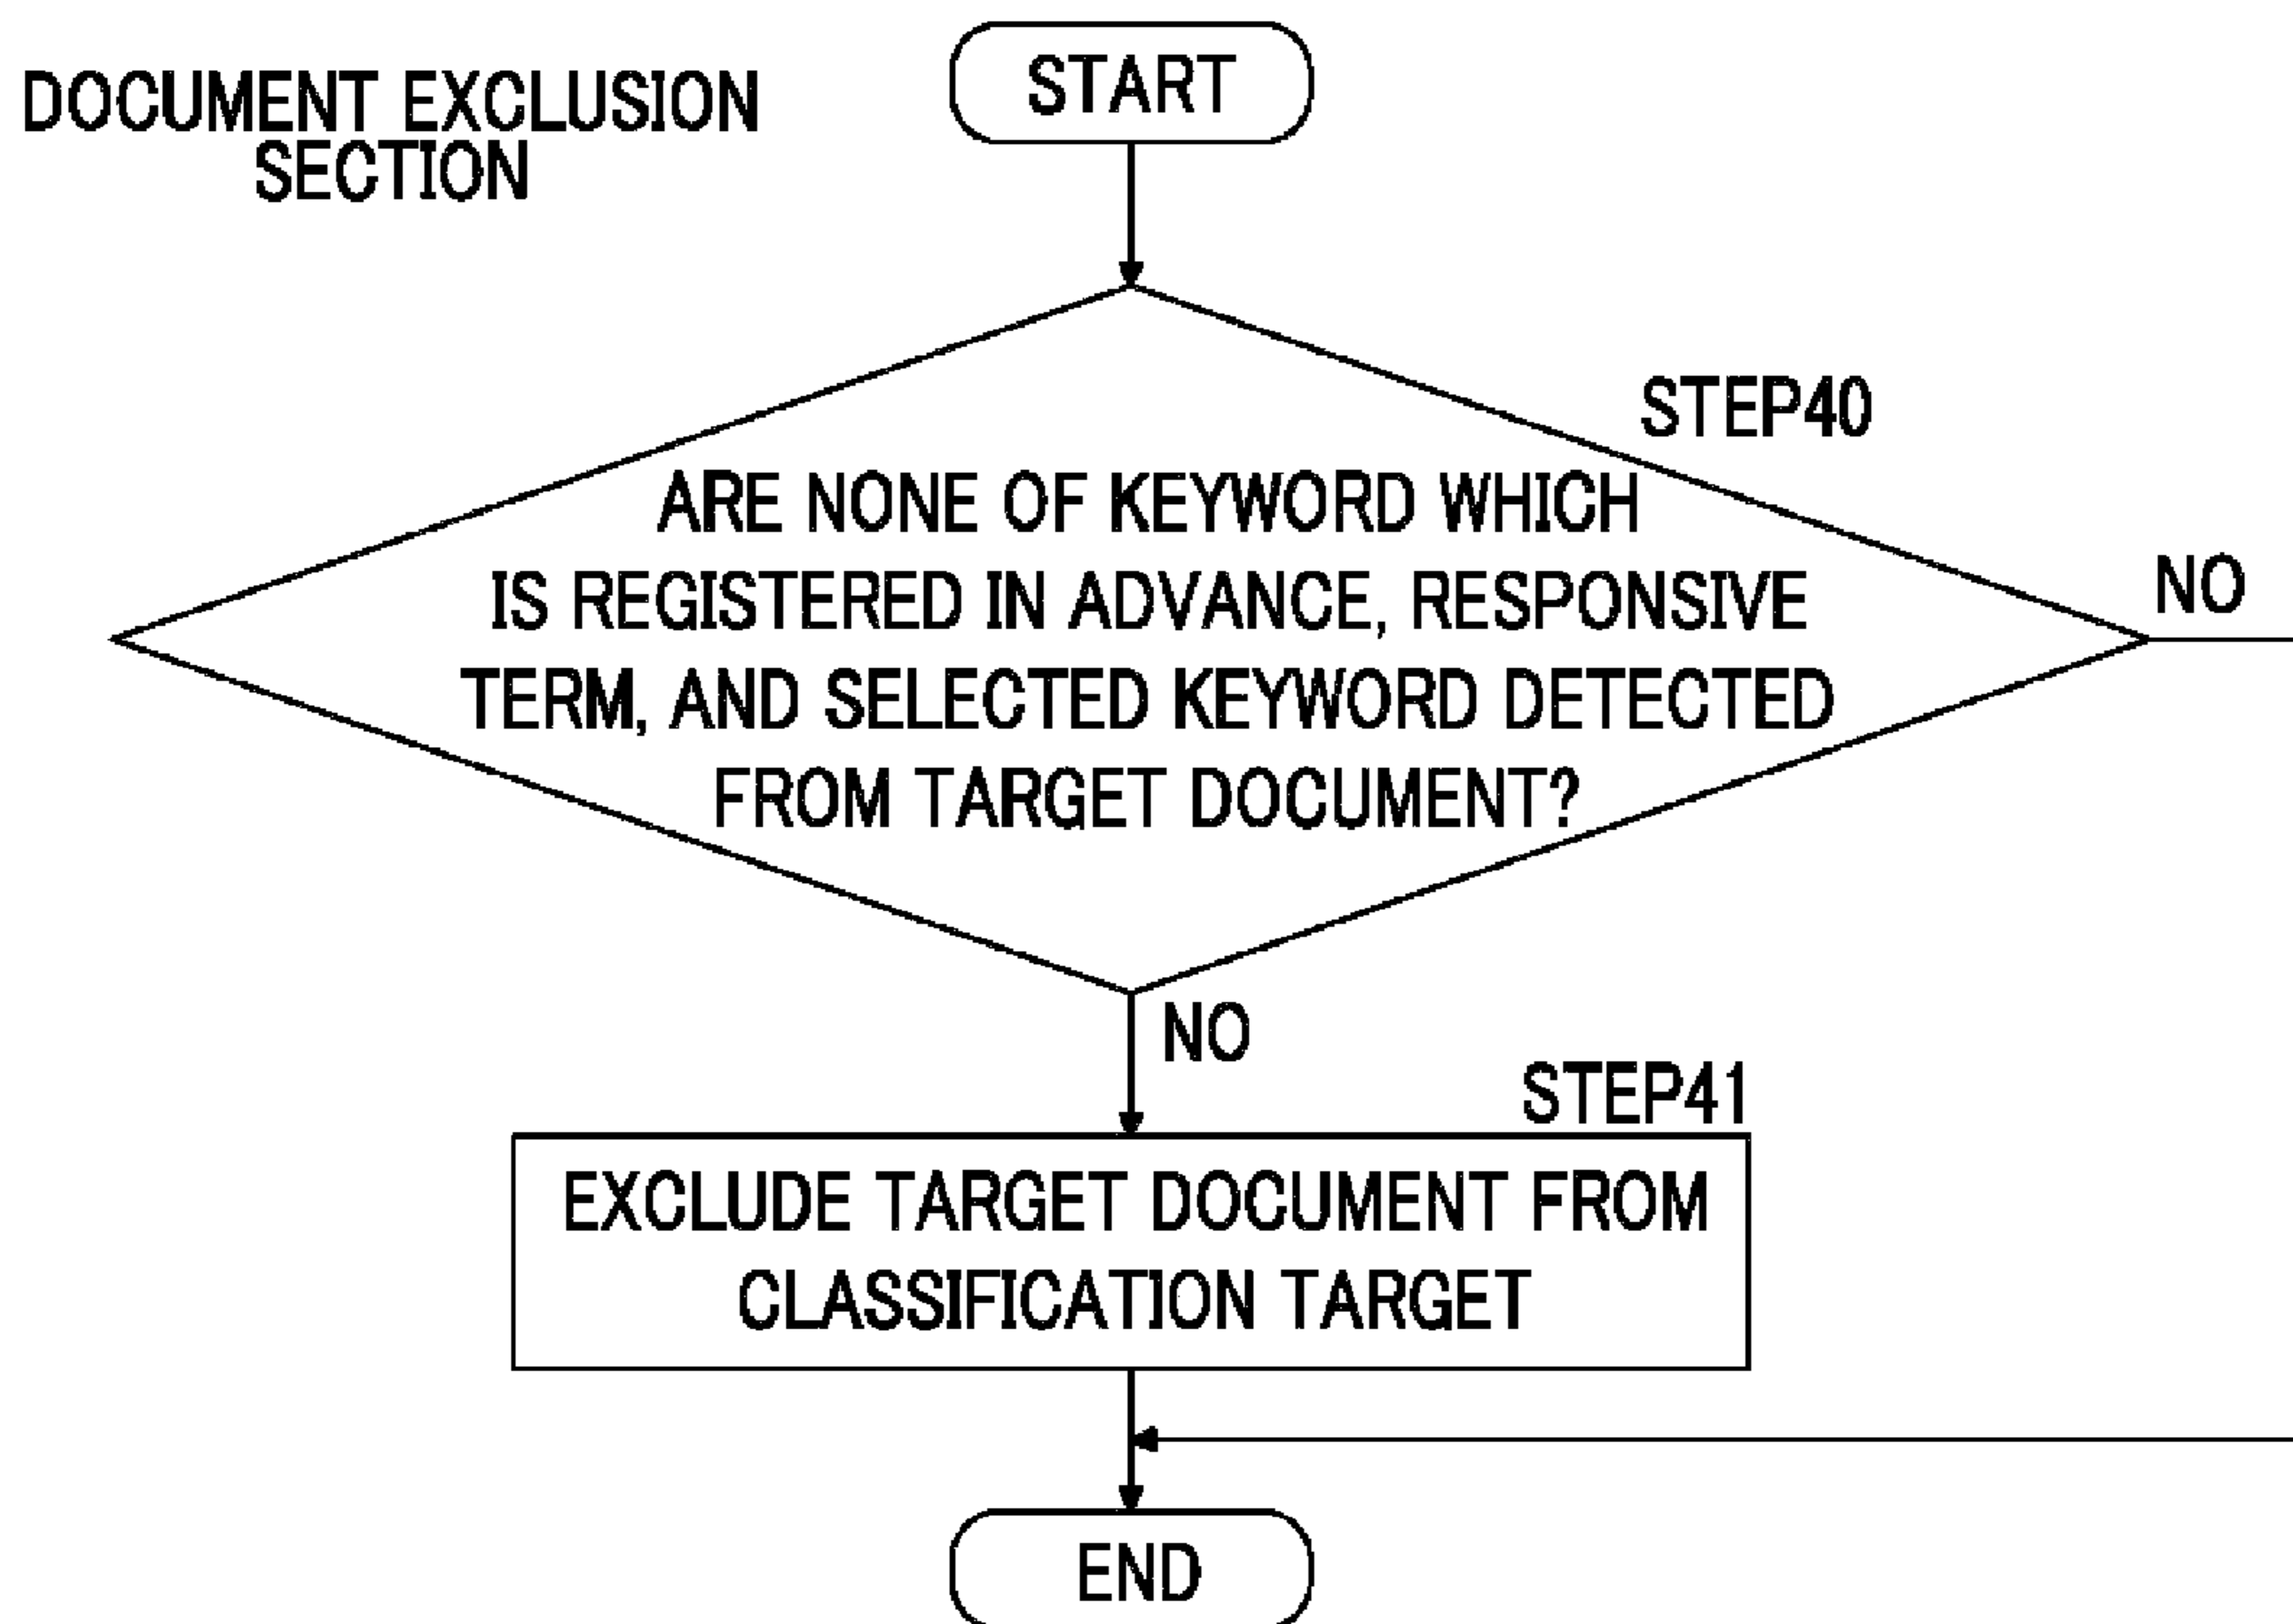 DOCUMENT EXCLUSION
SECTION
START
STEP40
ARE NONE OF KEYWORD WHICH
IS REGISTERED IN ADVANCE, RESPONSIVE
TERM, AND SELECTED KEYWORD DETECTED
FROM TARGET DOCUMENT?
NO
NO
STEP41
EXCLUDE TARGET DOCUMENT FROM
CLASSIFICATION TARGET
END